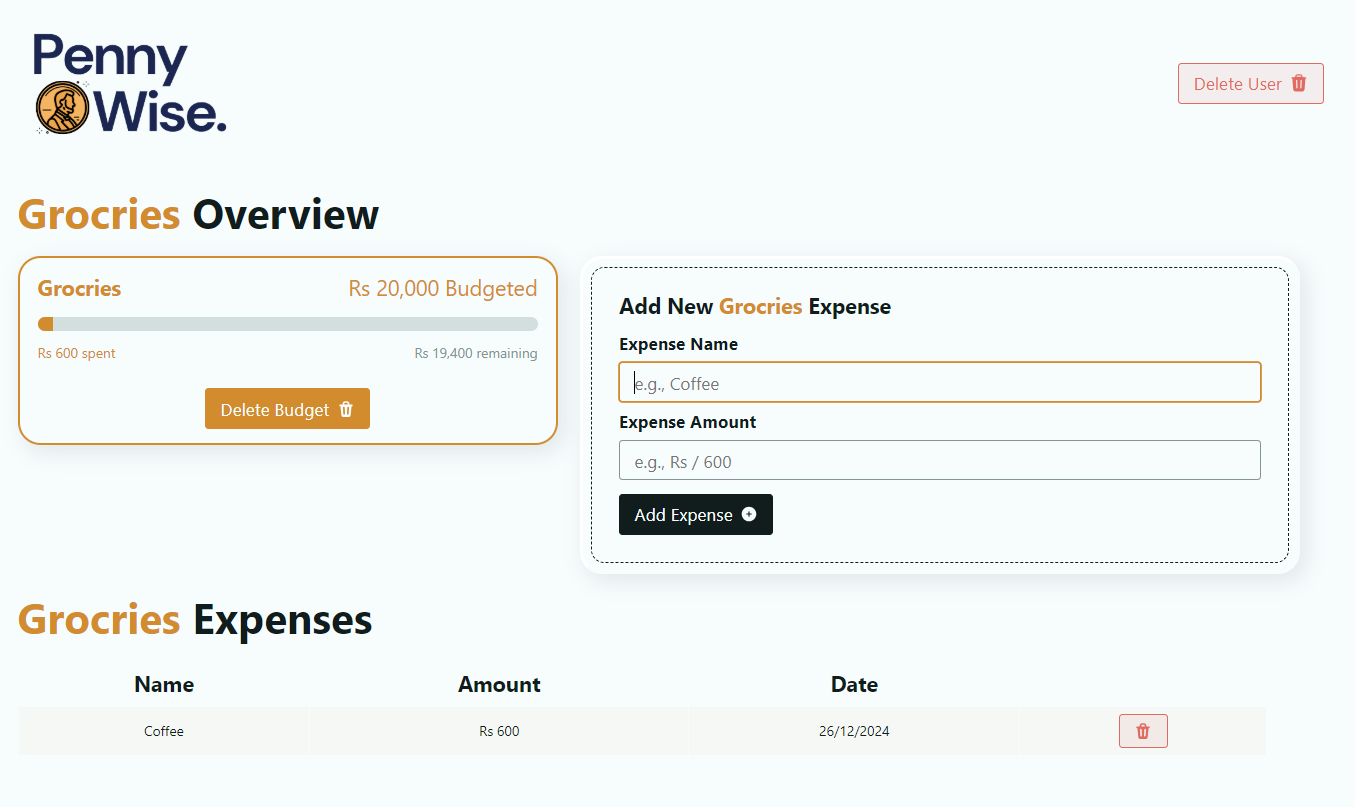 Penny
Wise.
Delete User
Grocries Overview
Grocries
Rs 20,000 Budgeted
Rs 600 spent
Rs 19,400 remaining
Delete Budget
Add New Grocries Expense
Expense Name
e.g., Coffee
Expense Amount
e.g., Rs / 600
Add Expense
Grocries Expenses
Name Amount Date
Coffee Rs 600 26/12/2024